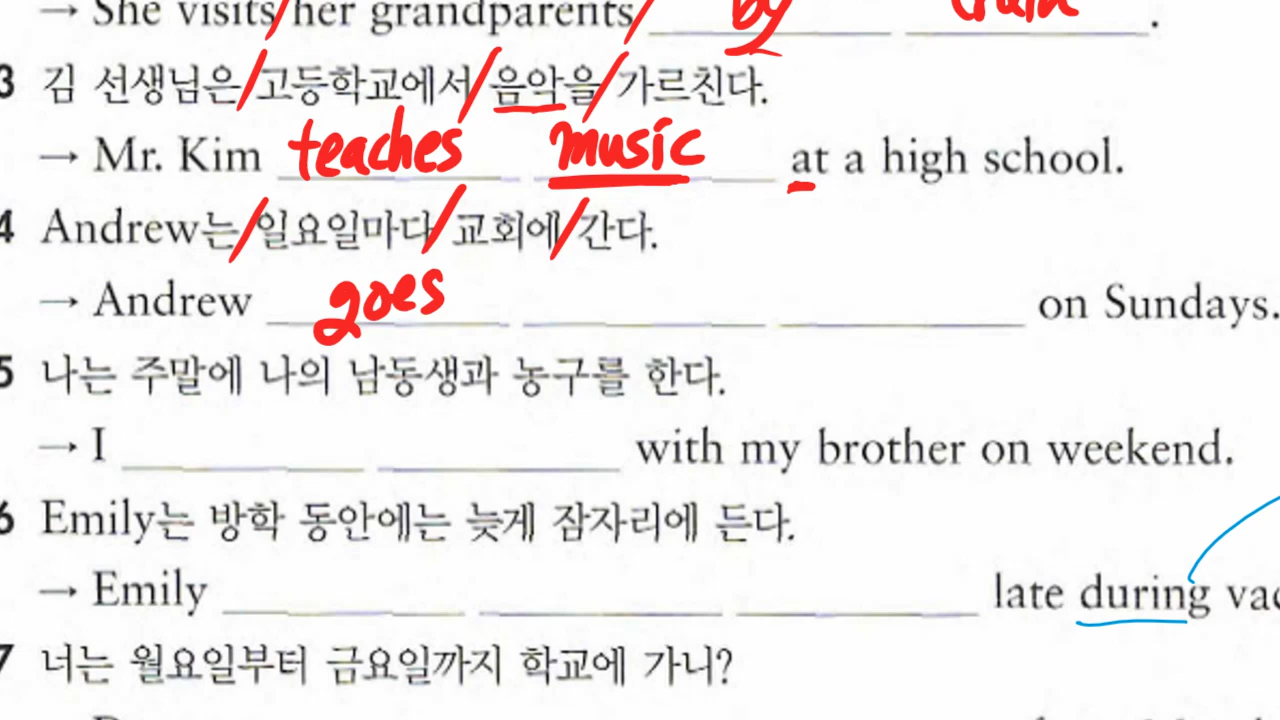 → She visits her grandparents by train.
3 김 선생님은 고등학교에서 음악을 가르친다.
→ Mr. Kim teaches music at a high school.
4 Andrew는 일요일마다 교회에 간다.
→ Andrew goes on Sundays.
5 나는 주말에 나의 남동생과 농구를 한다.
→ I with my brother on weekend.
6 Emily는 방학 동안에는 늦게 잠자리에 든다.
→ Emily late during
7 너는 월요일부터 금요일까지 학교에 가니?